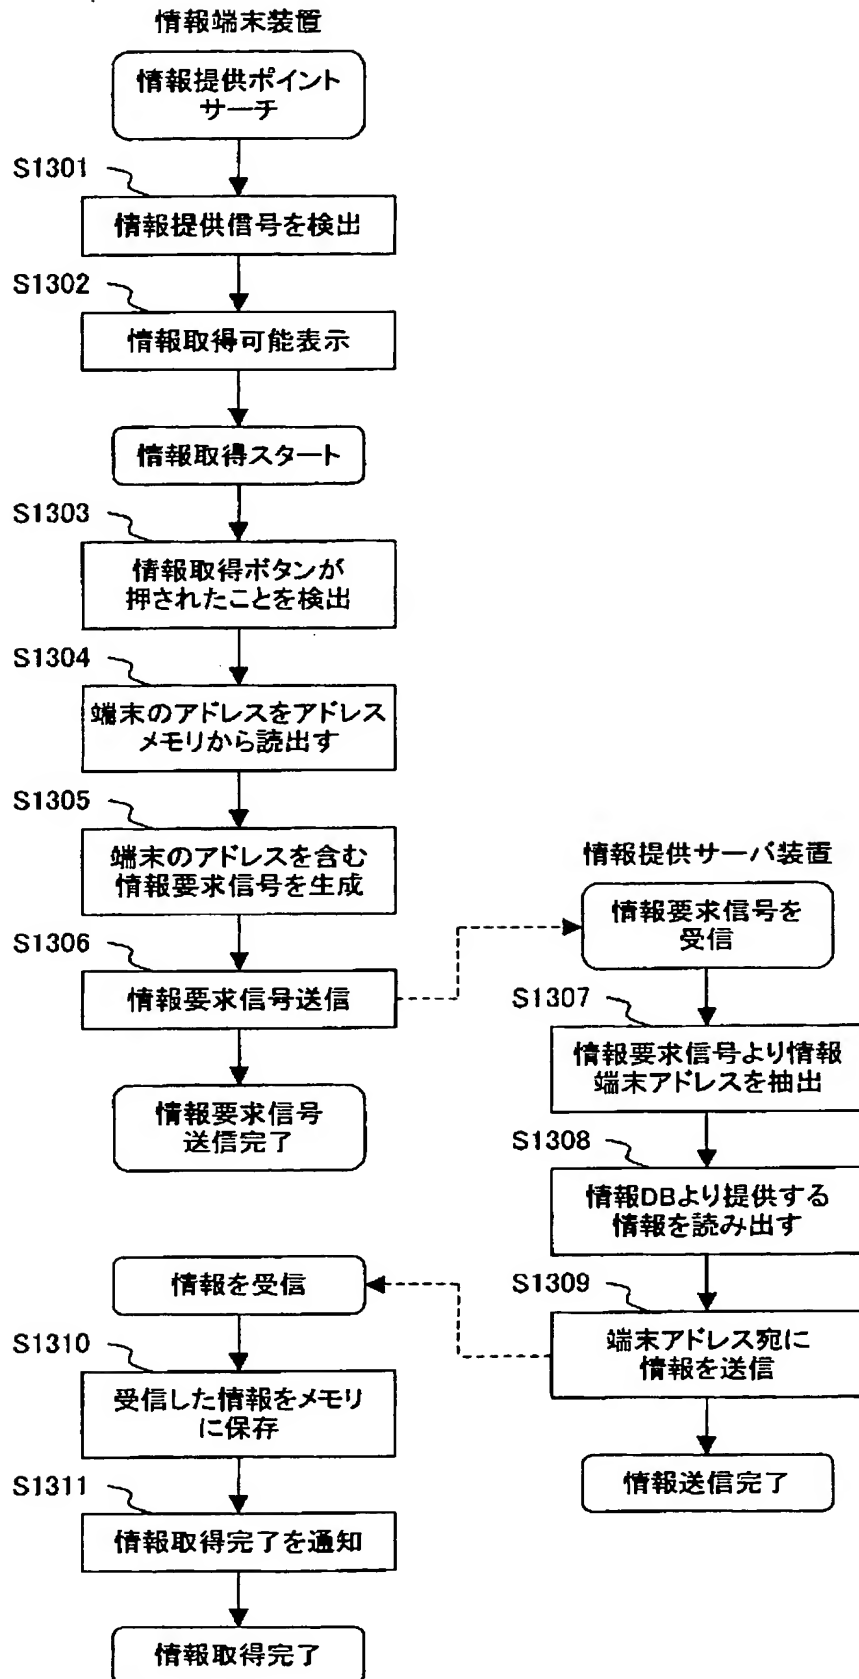 情報端末装置
情報提供ポイント
サーチ
S1301
情報提供信号を検出
S1302
情報取得可能表示
情報取得スタート
S1303
情報取得ボタンが
押されたことを検出
S1304
端末のアドレスをアドレス
メモリから読出す
S1305
端末のアドレスを含む
情報要求信号を生成
S1306
情報要求信号送信
情報要求信号
送信完了
情報提供サーバ装置
情報要求信号を
受信
S1307
情報要求信号より情報
端末アドレスを抽出
S1308
情報DBより提供する
情報を読み出す
S1309
端末アドレス宛に
情報を送信
情報送信完了
情報を受信
S1310
受信した情報をメモリ
に保存
S1311
情報取得完了を通知
情報取得完了